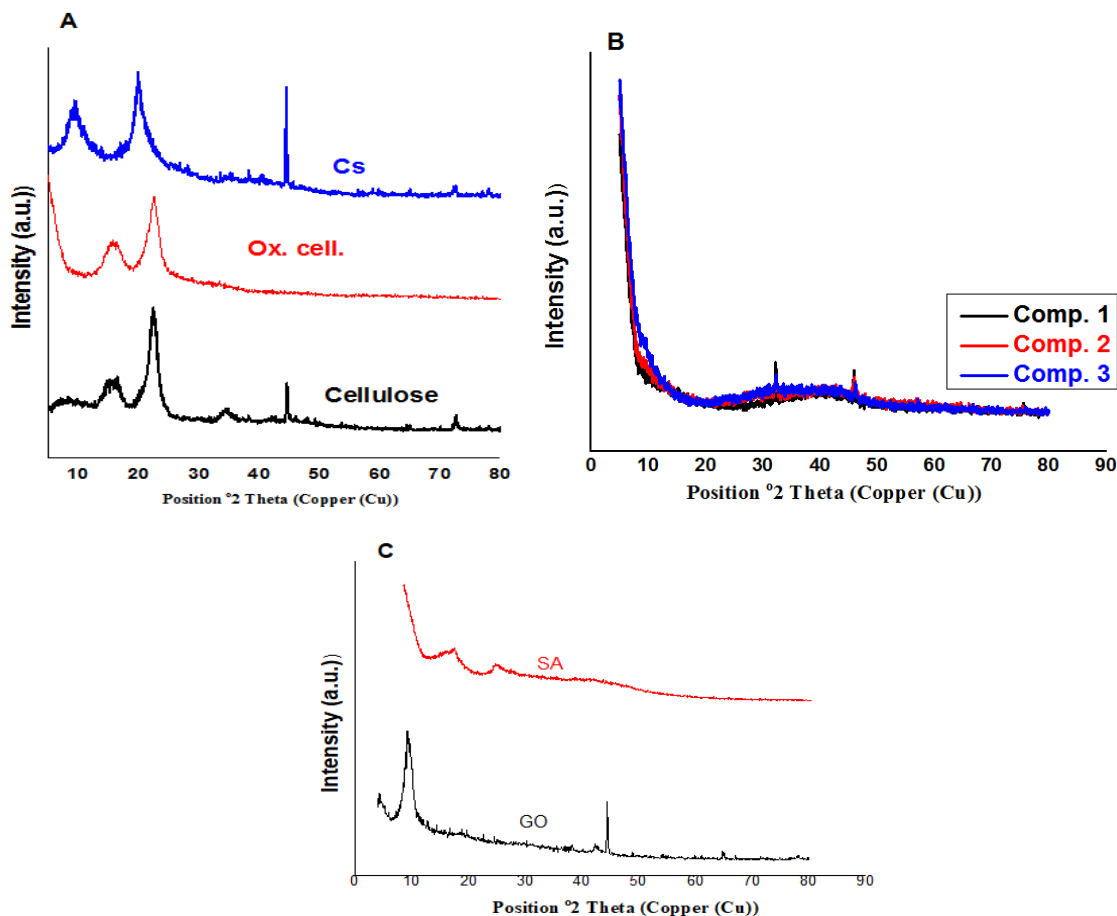 A
Intensity (a.u.))
Cs
Ox. cell.
Cellulose
10 20 30 40 50 60 70 80
Position °2 Theta (Copper (Cu))
B
Intensity (a.u.))
Comp. 1
Comp. 2
Comp. 3
0 10 20 30 40 50 60 70 80 90
Position °2 Theta (Copper (Cu))
C
Intensity (a.u.))
SA
GO
0 10 20 30 40 50 60 70 80 90
Position °2 Theta (Copper (Cu))